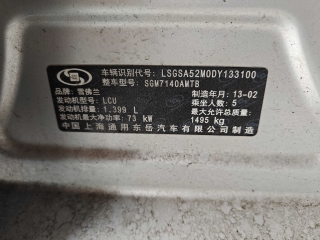 车辆识别代号: LSGSA52M0DY133100
整车型号: SGM7140AMTB
品牌: 雪佛兰 制造年月: 13-02
发动机型号: LCU 乘坐人数: 5
发动机排量: 1.399 L 最大允许总质量:
发动机最大净功率: 73 kW 1495 kg
中国上海通用东岳汽车有限公司制造